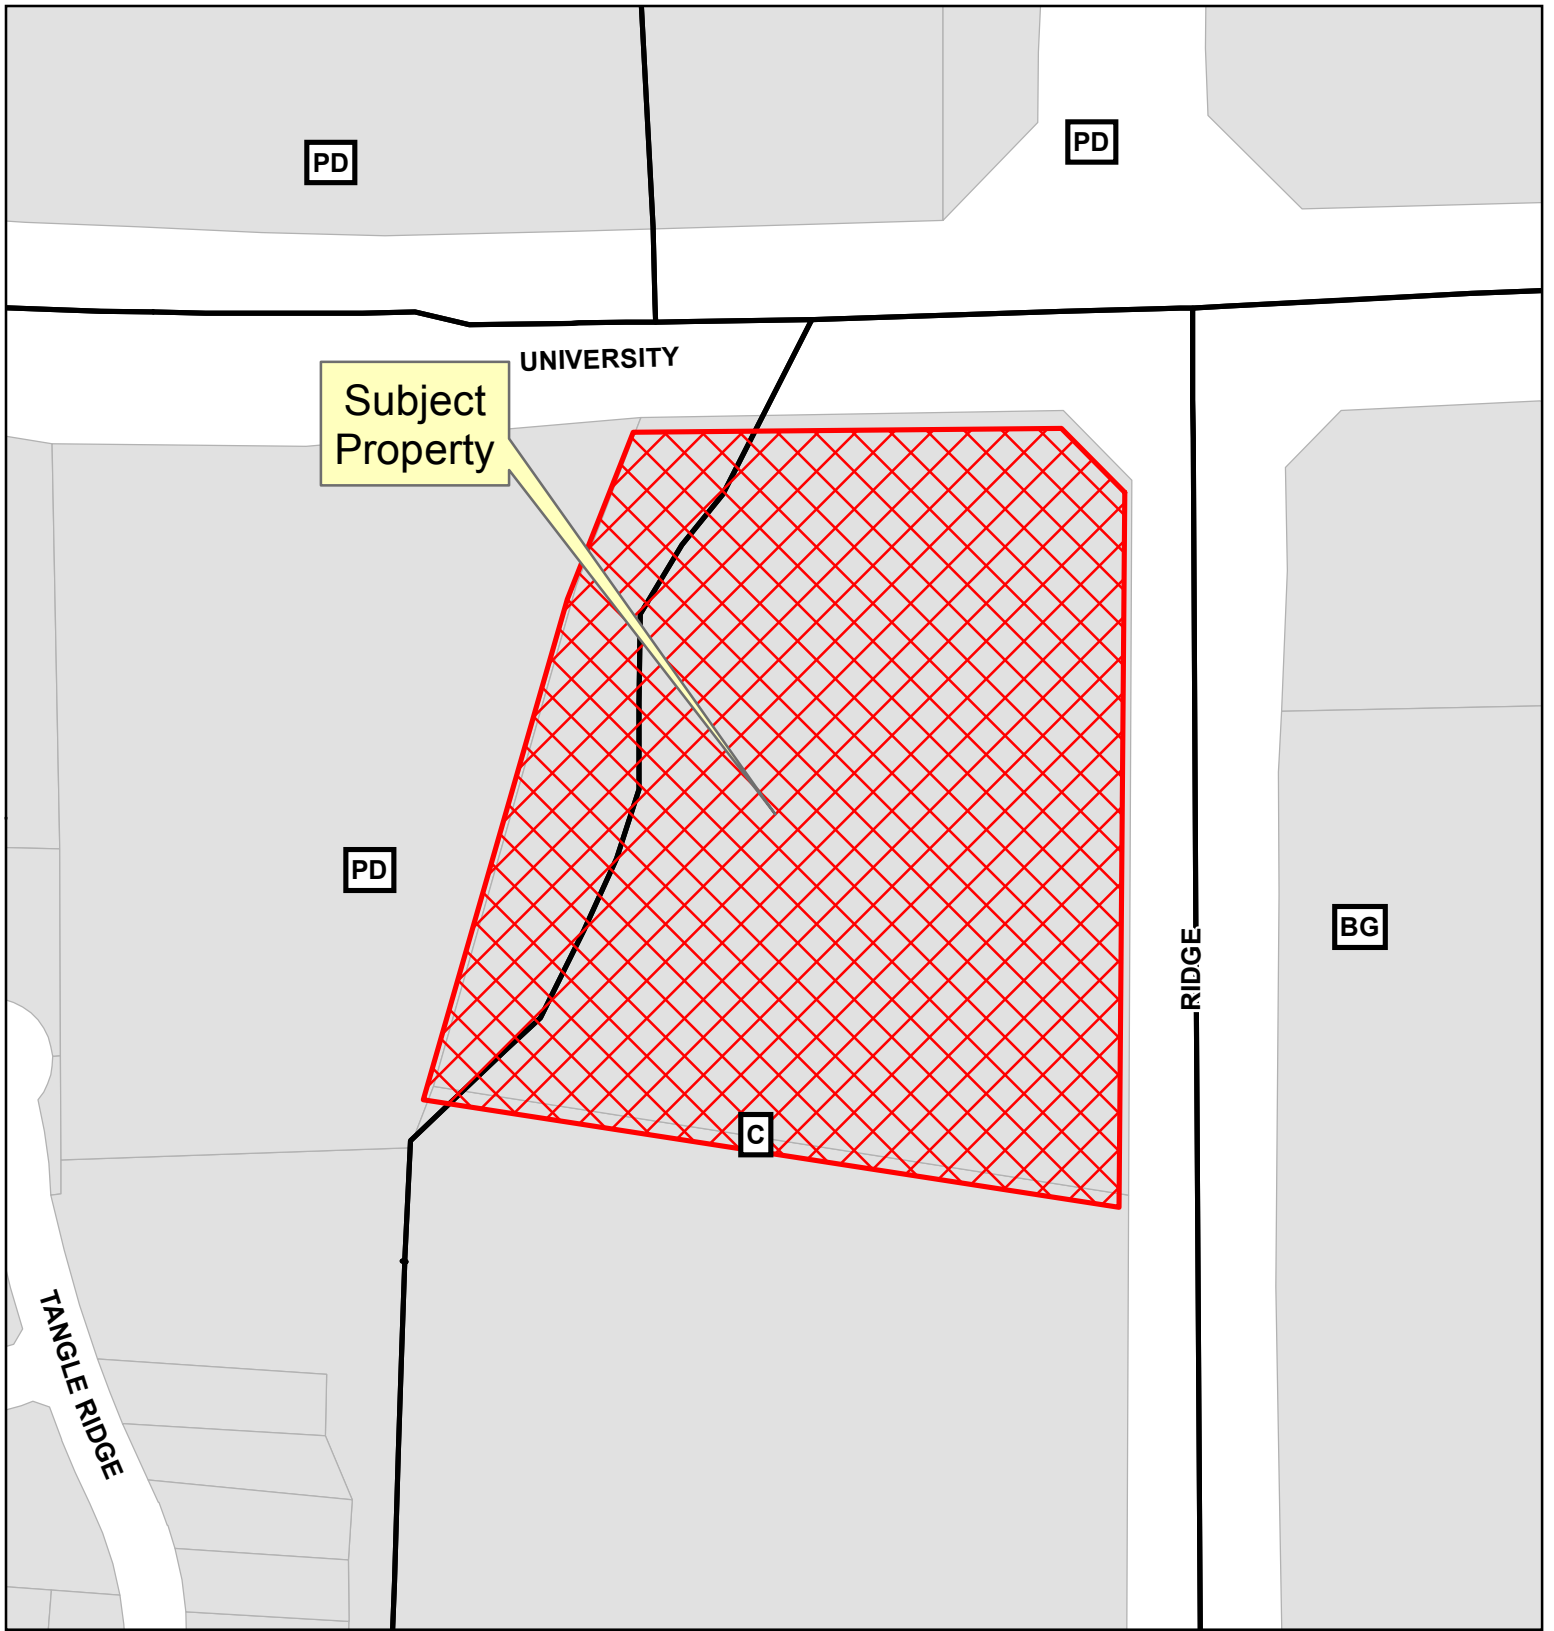 PD
PD
UNIVERSITY
Subject
Property
PD
BG
RIDGE
C
TANGLE RIDGE